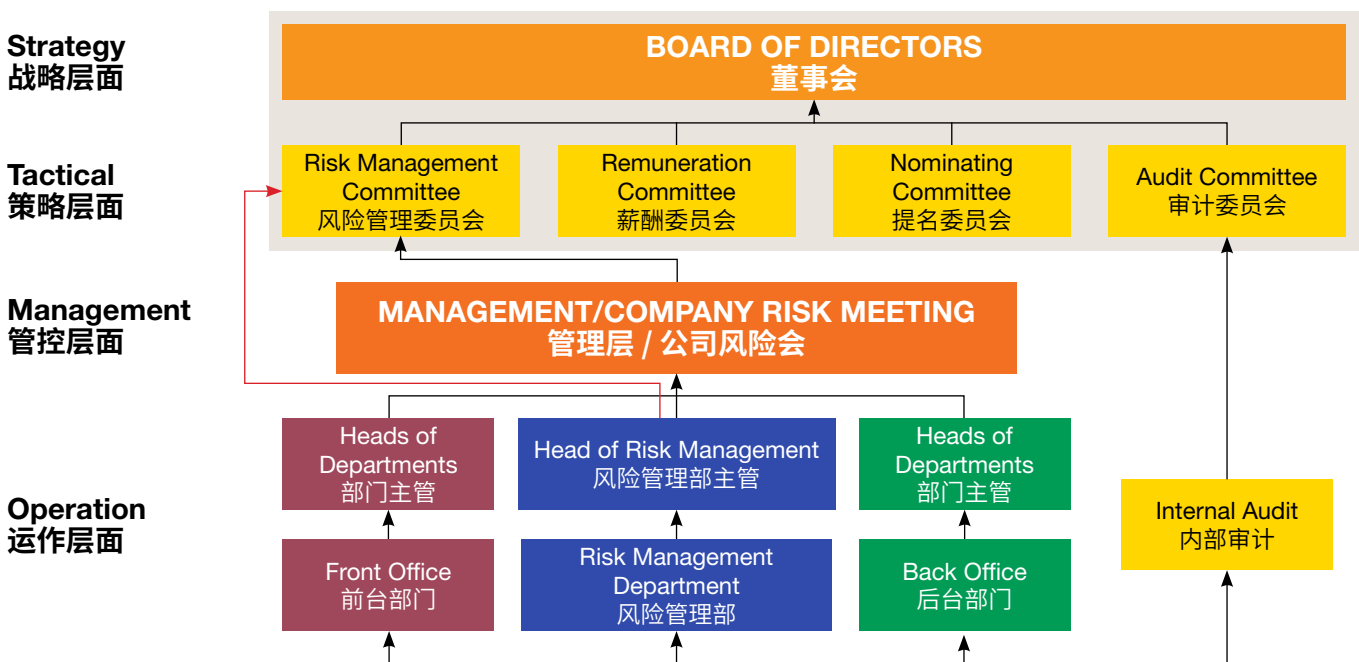 Strategy
战略层面
BOARD OF DIRECTORS
董事会
Tactical
策略层面
Risk Management
Committee
风险管理委员会
Remuneration
Committee
薪酬委员会
Nominating
Committee
提名委员会
Audit Committee
审计委员会
Management
管控层面
MANAGEMENT/COMPANY RISK MEETING
管理层 / 公司风险会
Operation
运作层面
Heads of
Departments
部门主管
Head of Risk Management
风险管理部主管
Heads of
Departments
部门主管
Internal Audit
内部审计
Front Office
前台部门
Risk Management
Department
风险管理部
Back Office
后台部门